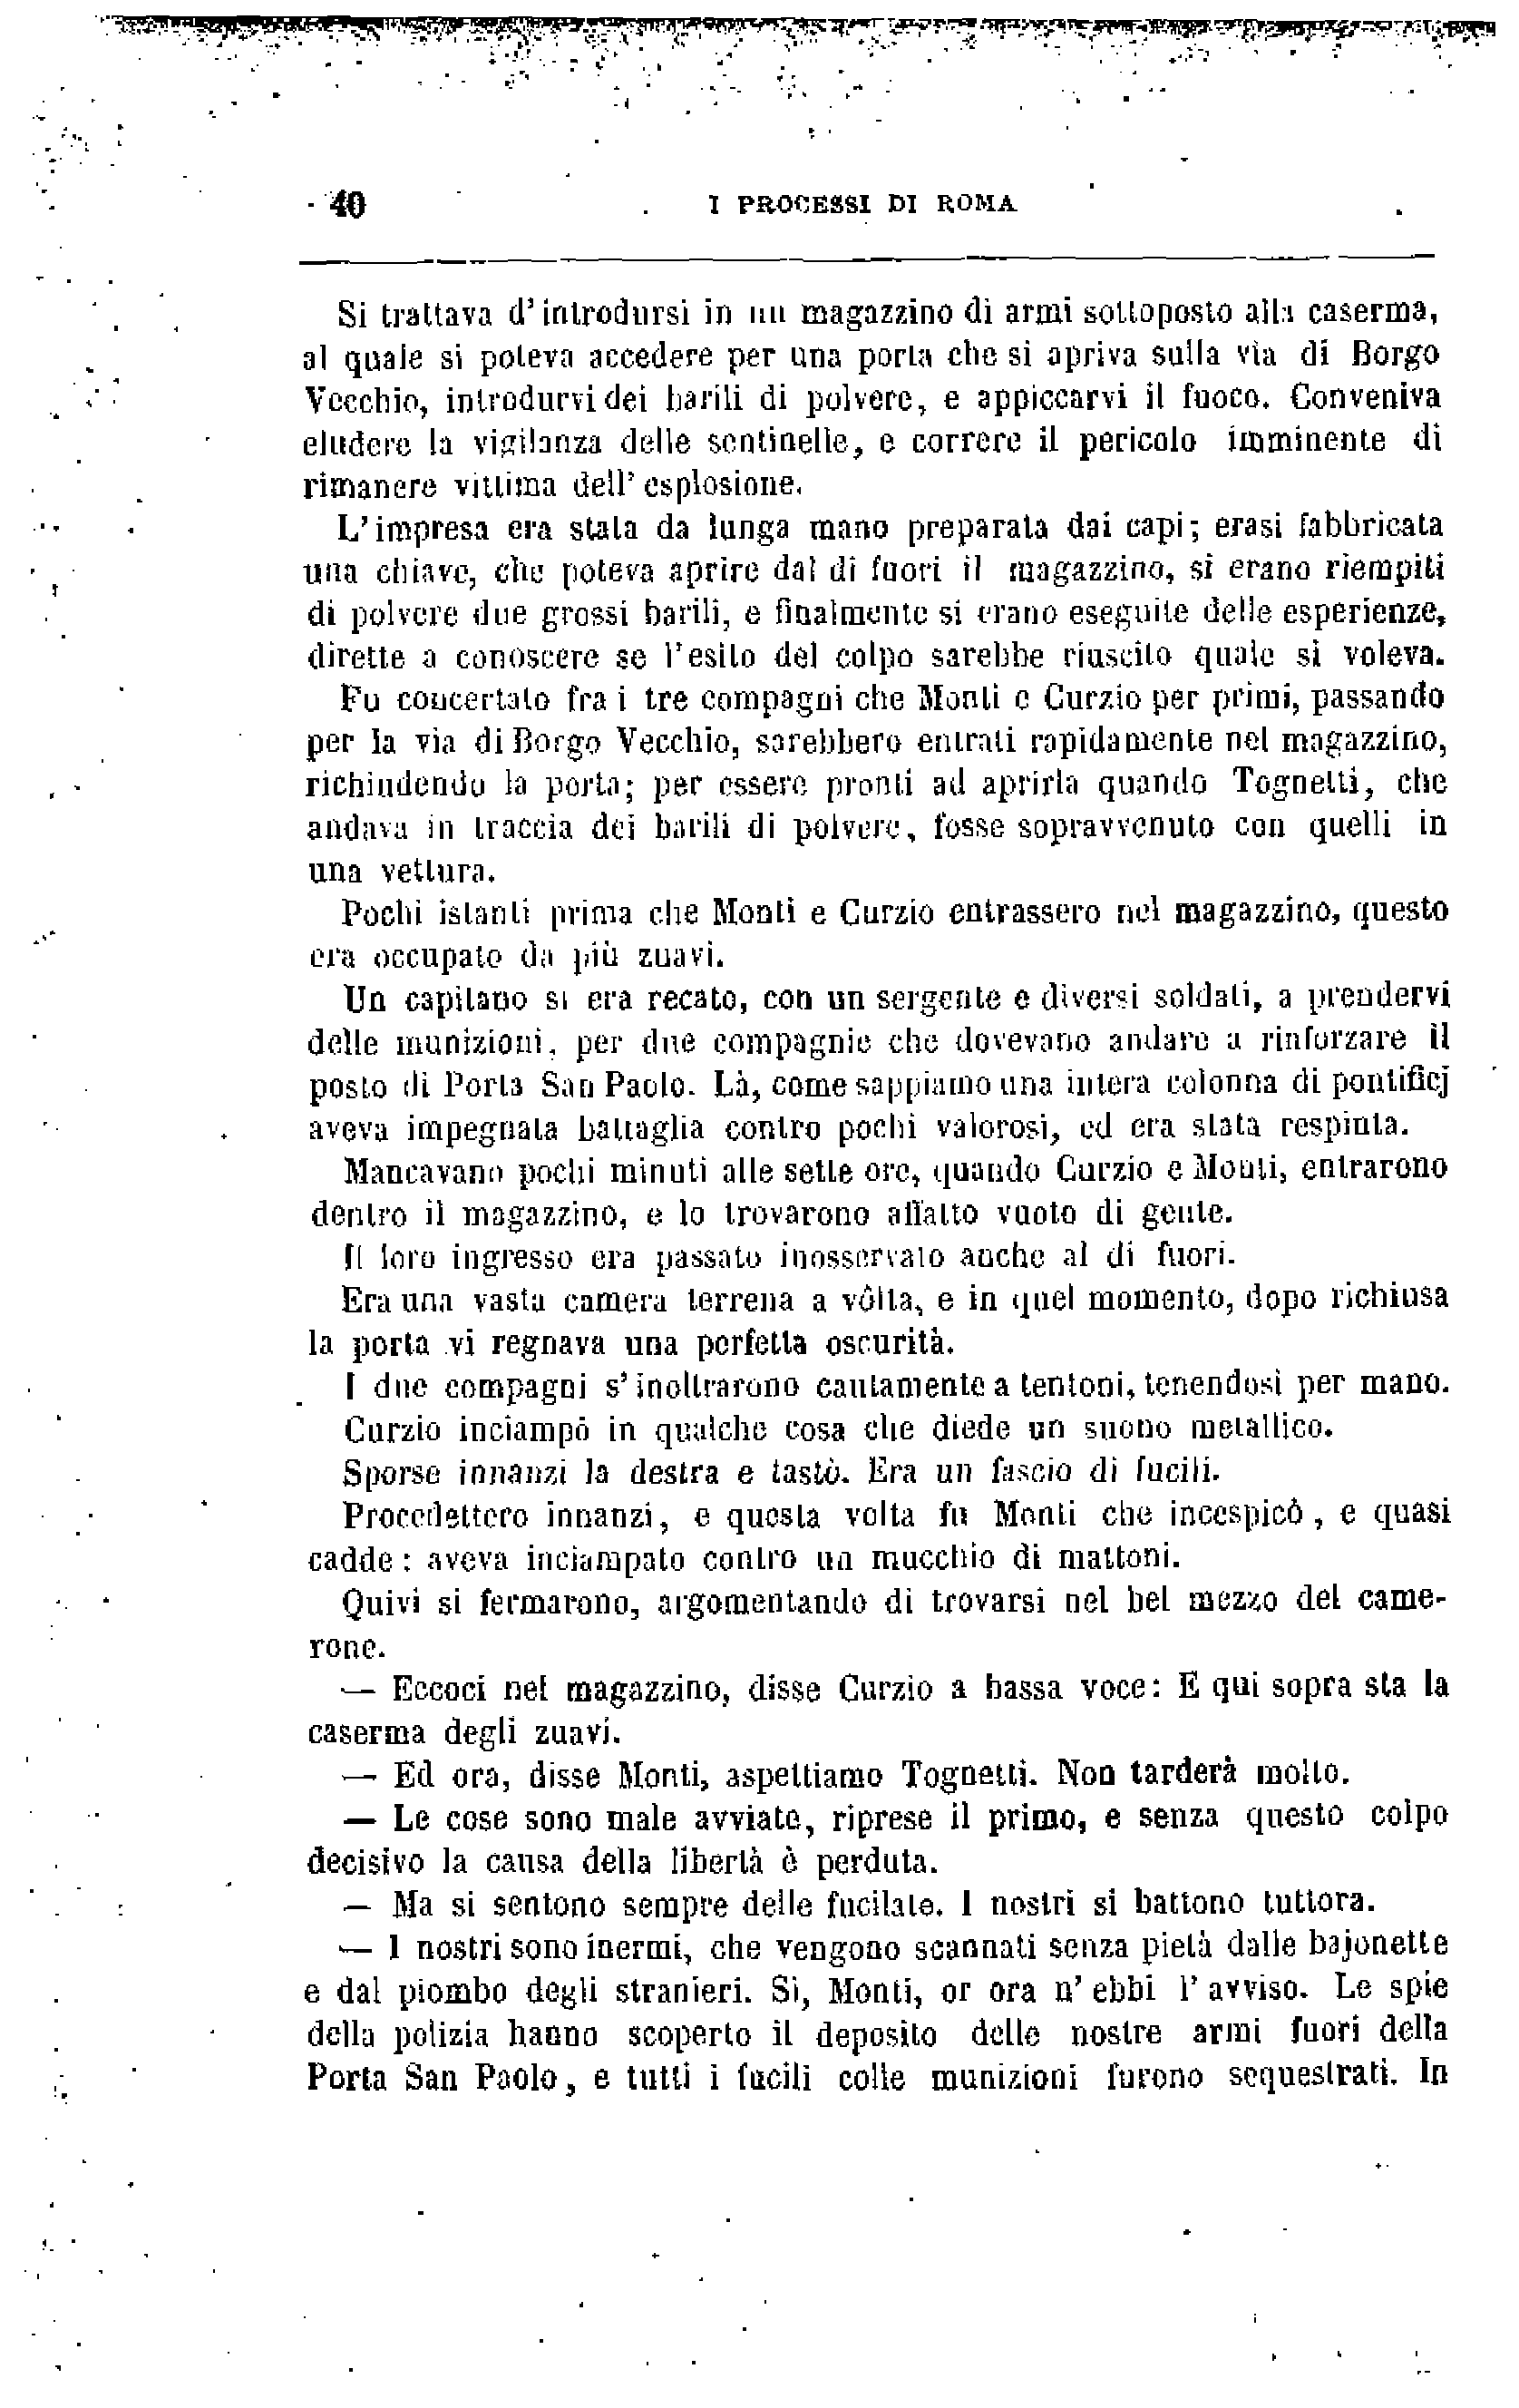 40 I PROCESSI DI ROMA
Si trattava d'introdursi in un magazzino di armi sottoposto alla caserma,
al quale si poteva accedere per una porta che si apriva sulla via di Borgo
Vecchio, introdurvi dei barili di polvere, e appiccarvi il fuoco. Conveniva
eludere la vigilanza delle sentinelle, e correre il pericolo imminente di
rimanere vittima dell'esplosione.
L'impresa era stata da lunga mano preparata dai capi; erasi fabbricata
una chiave, che poteva aprire dal di fuori il magazzino, si erano riempiti
di polvere due grossi barili, e finalmente si erano eseguite delle esperienze,
dirette a conoscere se l'esito del colpo sarebbe riuscito quale si voleva.
Fu concertato fra i tre compagni che Monti e Curzio per primi, passando
per la via di Borgo Vecchio, sarebbero entrati rapidamente nel magazzino,
richiudendo la porta; per essere pronti ad aprirla quando Tognetti, che
andava in traccia dei barili di polvere, fosse sopravvenuto con quelli in
una vettura.
Pochi istanti prima che Monti e Curzio entrassero nel magazzino, questo
era occupato da più zuavi.
Un capitano si era recato, con un sergente e diversi soldati, a prendervi
delle munizioni, per due compagnie che dovevano andare a rinforzare il
posto di Porta San Paolo. Là, come sappiamo una intera colonna di pontificj
aveva impegnata battaglia contro pochi valorosi, ed era stata respinta.
Mancavano pochi minuti alle sette ore, quando Curzio e Monti, entrarono
dentro il magazzino, e lo trovarono affatto vuoto di gente.
Il loro ingresso era passato inosservato anche al di fuori.
Era una vasta camera terrena a vôlta, e in quel momento, dopo richiusa
la porta vi regnava una perfetta oscurità.
I due compagni s'inoltrarono cautamente a tentoni, tenendosi per mano.
Curzio inciampò in qualche cosa che diede un suono metallico.
Sporse innanzi la destra e tastò. Era un fascio di fucili.
Procedettero innanzi, e questa volta fu Monti che incespicò, e quasi
cadde: aveva inciampato contro un mucchio di mattoni.
Quivi si fermarono, argomentando di trovarsi nel bel mezzo del came-
rone.
— Eccoci nel magazzino, disse Curzio a bassa voce: E qui sopra sta la
caserma degli zuavi.
— Ed ora, disse Monti, aspettiamo Tognetti. Non tarderà molto.
— Le cose sono male avviate, riprese il primo, e senza questo colpo
decisivo la causa della libertà è perduta.
— Ma si sentono sempre delle fucilate. I nostri si battono tuttora.
— I nostri sono inermi, che vengono scannati senza pietà dalle bajonette
e dal piombo degli stranieri. Sì, Monti, or ora n'ebbi l'avviso. Le spie
della polizia hanno scoperto il deposito delle nostre armi fuori della
Porta San Paolo, e tutti i fucili colle munizioni furono sequestrati. In